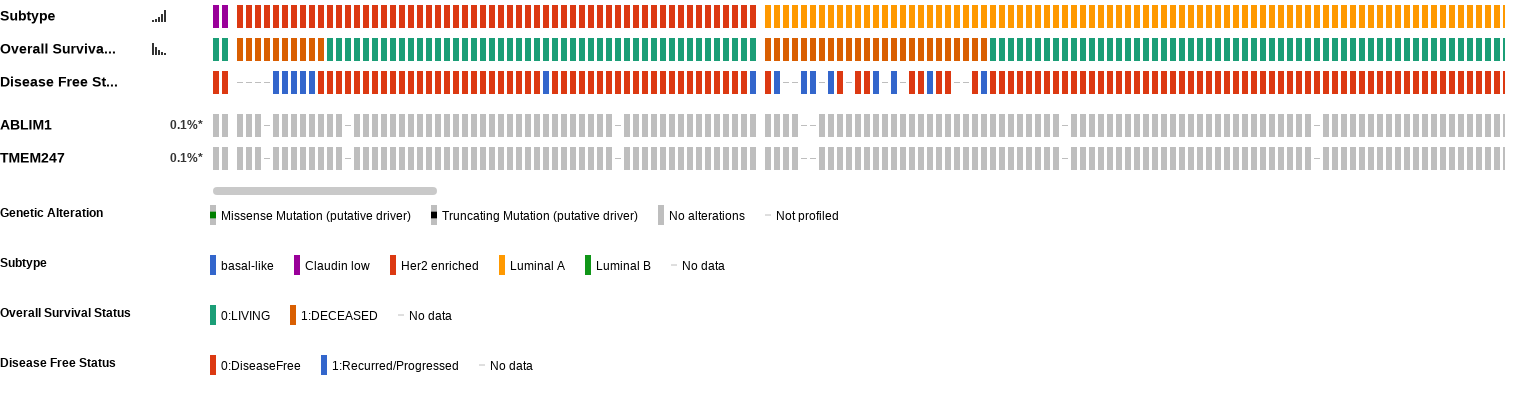 Subtype
Overall Surviva...
Disease Free St...
ABLIM1 0.1%*
TMEM247 0.1%*
Genetic Alteration Missense Mutation (putative driver) Truncating Mutation (putative driver) No alterations Not profiled
Subtype basal-like Claudin low Her2 enriched Luminal A Luminal B No data
Overall Survival Status 0:LIVING 1:DECEASED No data
Disease Free Status 0:DiseaseFree 1:Recurred/Progressed No data